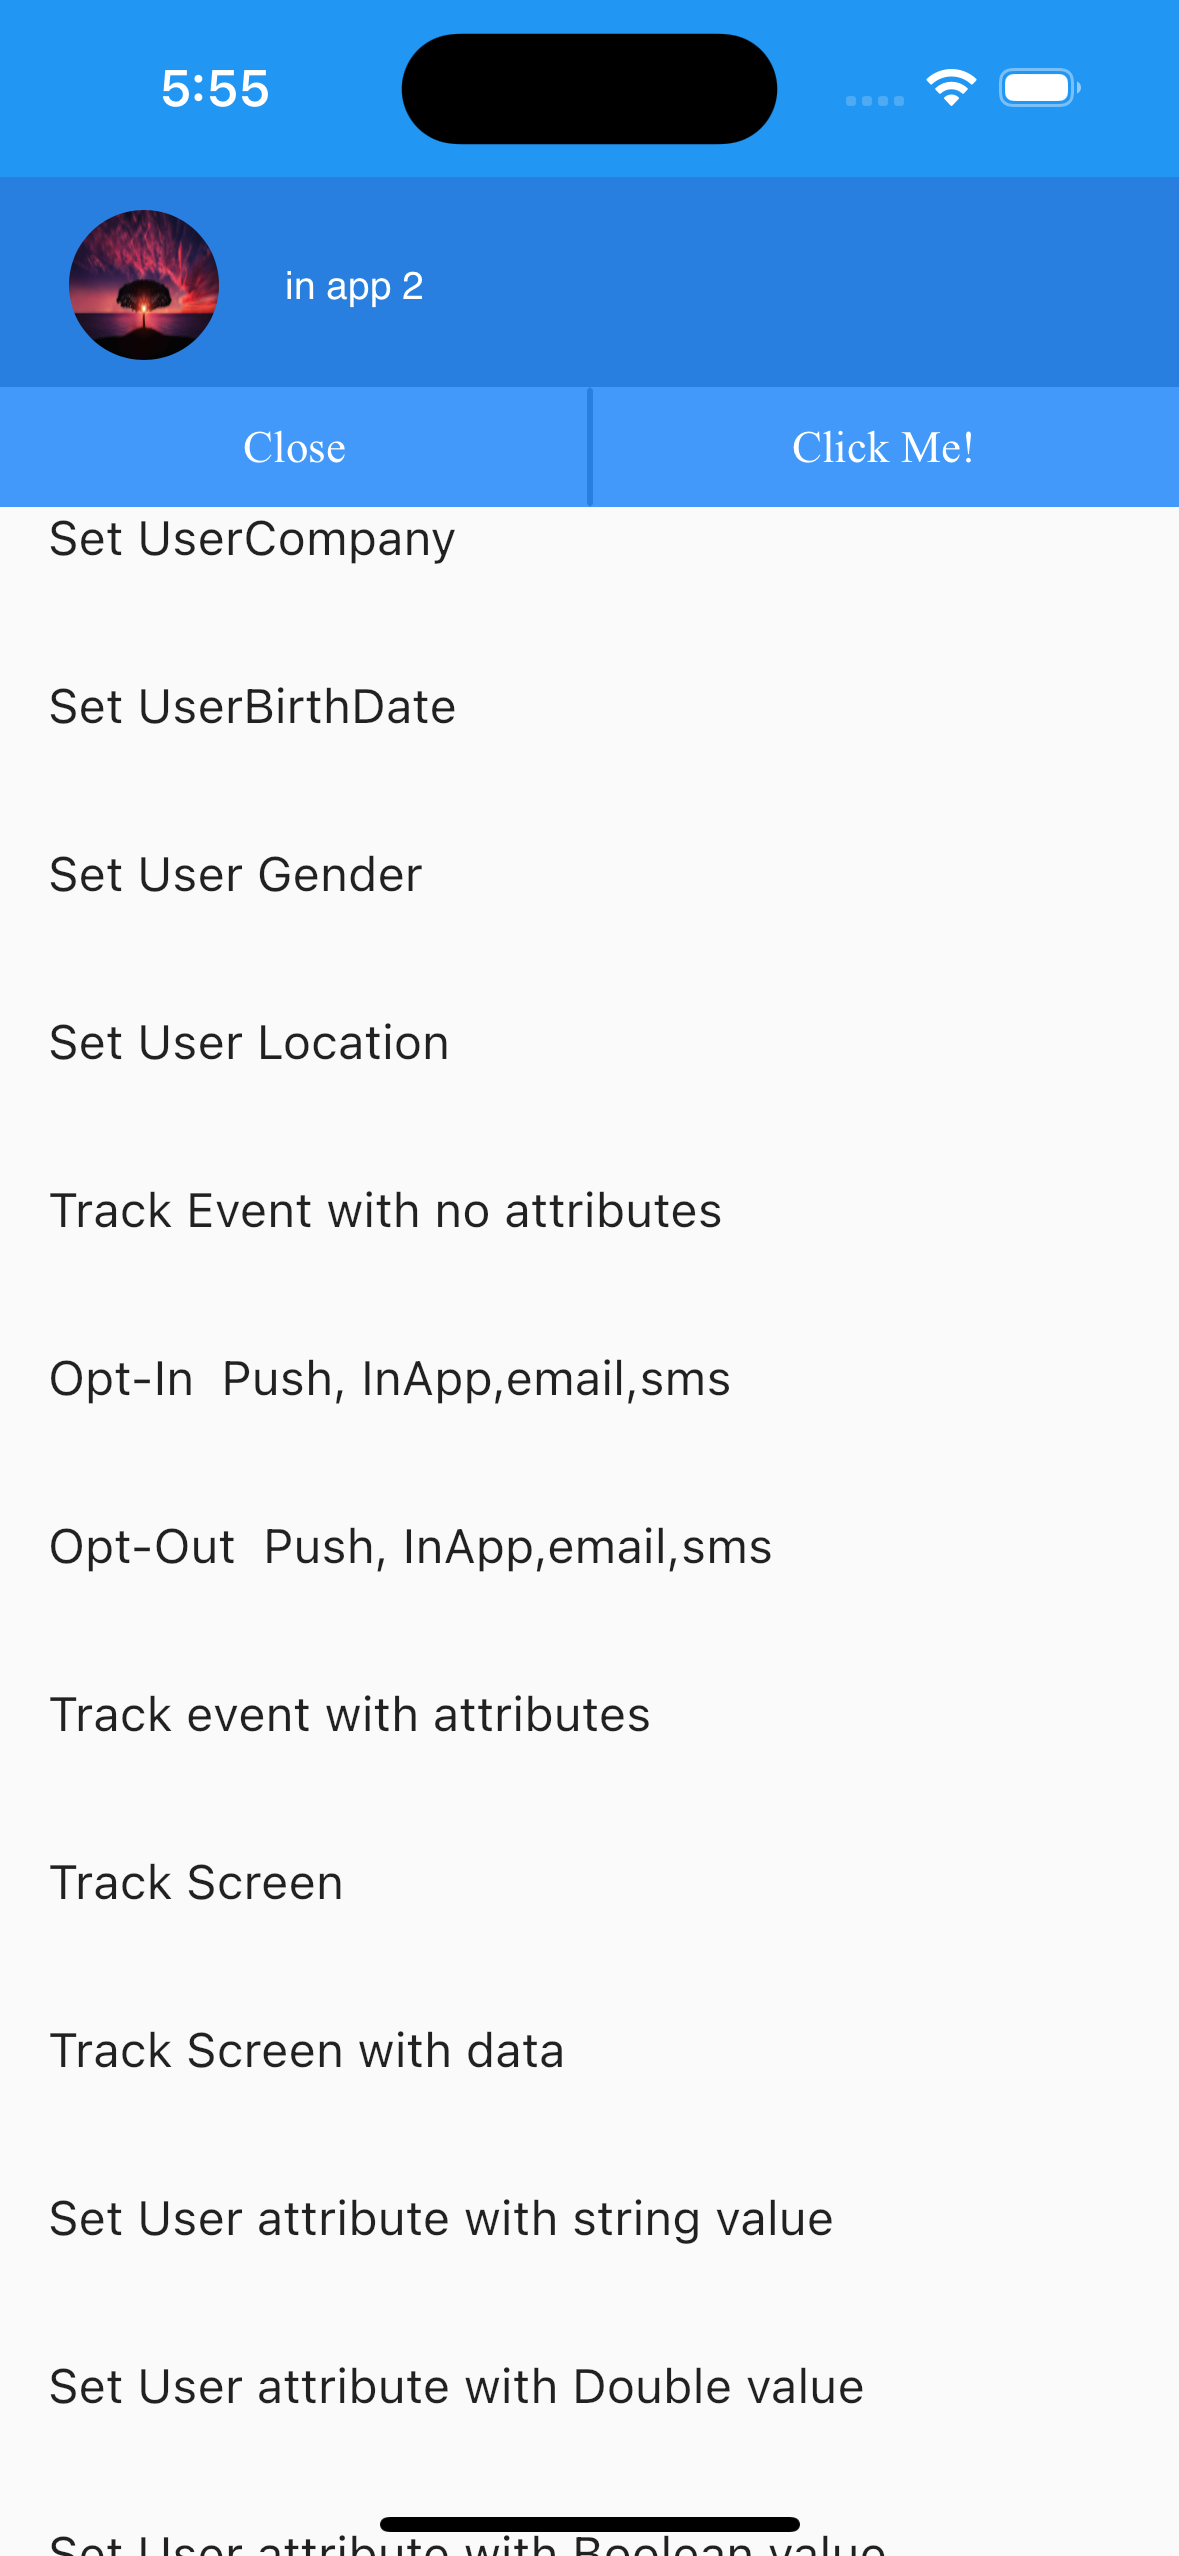 5:55
in app 2
Close
Click Me!
Set UserCompany
Set UserBirthDate
Set User Gender
Set User Location
Track Event with no attributes
Opt-In  Push, InApp,email,sms
Opt-Out  Push, InApp,email,sms
Track event with attributes
Track Screen
Track Screen with data
Set User attribute with string value
Set User attribute with Double value
Set User attribute with Boolean value